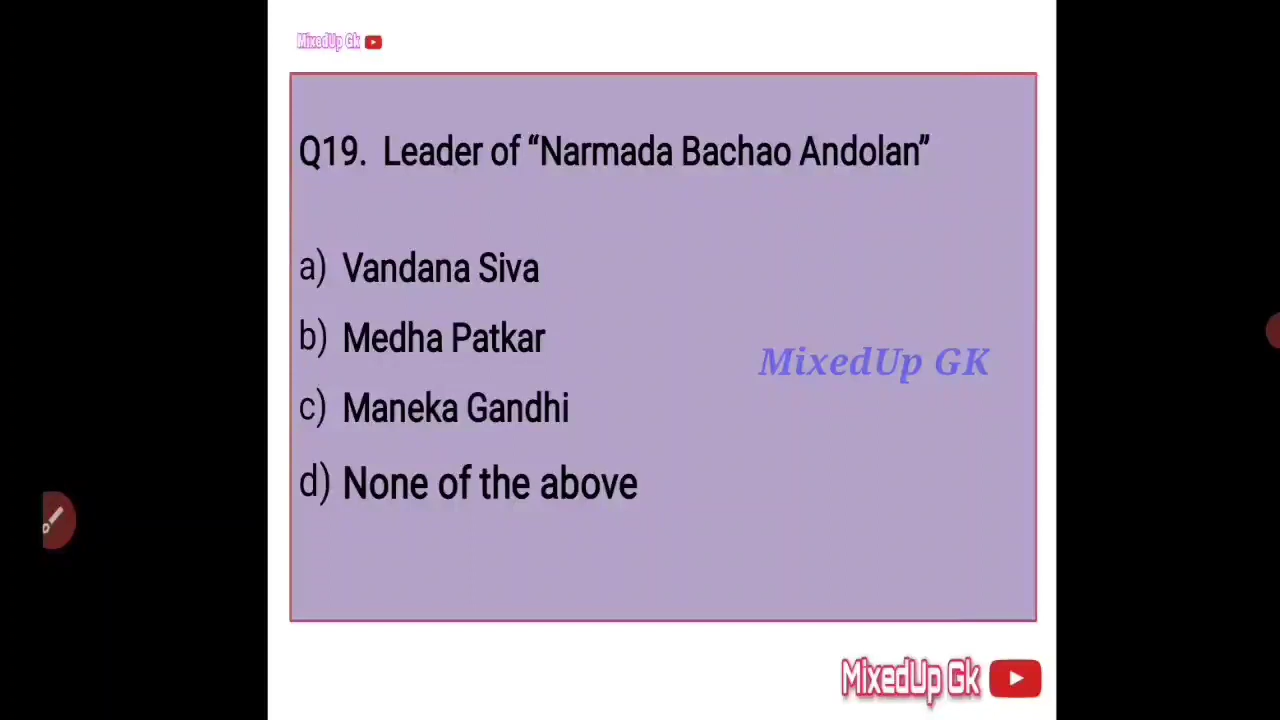 MixedUp Gk
Q19. Leader of “Narmada Bachao Andolan”
a) Vandana Siva
b) Medha Patkar
c) Maneka Gandhi
d) None of the above
MixedUp GK
MixedUp Gk